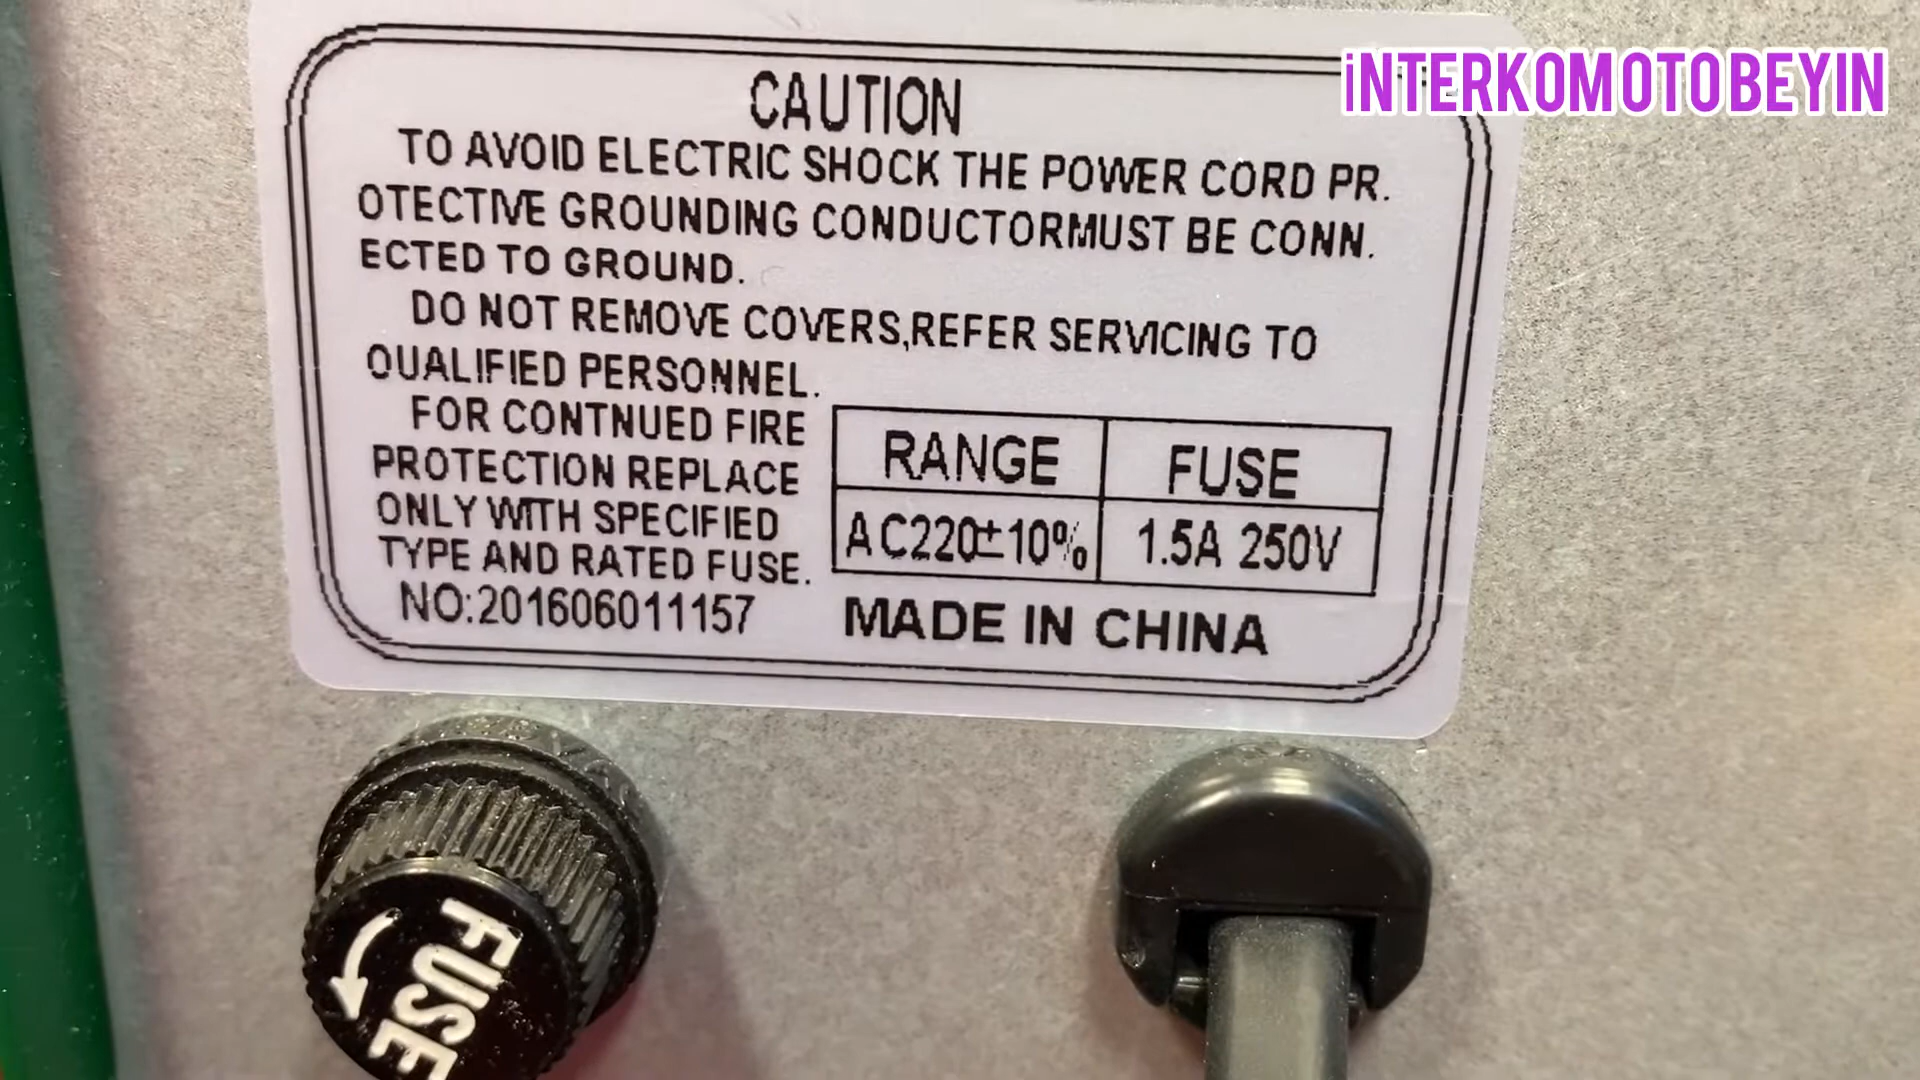 iNTERKOMOTOBEYIN
CAUTION
TO AVOID ELECTRIC SHOCK THE POWER CORD PR.
OTECTIVE GROUNDING CONDUCTORMUST BE CONN.
ECTED TO GROUND.
DO NOT REMOVE COVERS,REFER SERVICING TO
QUALIFIED PERSONNEL.
FOR CONTNUED FIRE
PROTECTION REPLACE
ONLY WITH SPECIFIED
TYPE AND RATED FUSE.
RANGE FUSE
AC220±10% 1.5A 250V
NO:201606011157
MADE IN CHINA
FUSE